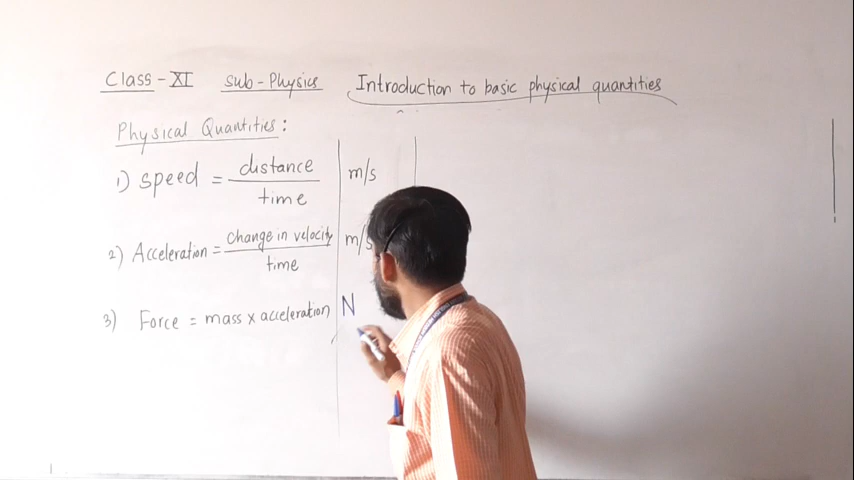 Class-XI Sub-Physics Introduction to basic physical quantities
Physical Quantities:
1) speed = distance / time m/s
2) Acceleration = change in velocity / time m/s
3) Force = mass x acceleration N